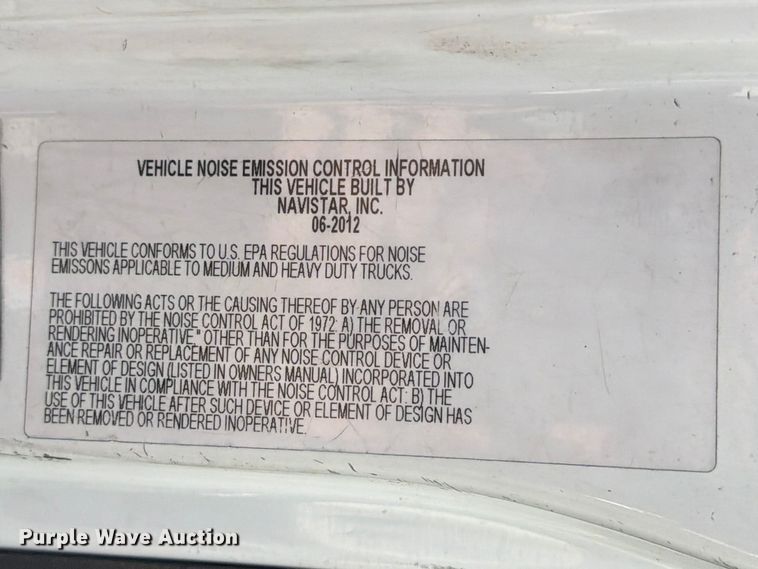 VEHICLE NOISE EMISSION CONTROL INFORMATION
THIS VEHICLE BUILT BY
NAVISTAR, INC.
06-2012
THIS VEHICLE CONFORMS TO U.S. EPA REGULATIONS FOR NOISE
EMISSONS APPLICABLE TO MEDIUM AND HEAVY DUTY TRUCKS.
THE FOLLOWING ACTS OR THE CAUSING THEREOF BY ANY PERSON ARE
PROHIBITED BY THE NOISE CONTROL ACT OF 1972: A) THE REMOVAL OR
RENDERING INOPERATIVE," OTHER THAN FOR THE PURPOSES OF MAINTEN-
ANCE REPAIR OR REPLACEMENT OF ANY NOISE CONTROL DEVICE OR
ELEMENT OF DESIGN (LISTED IN OWNERS MANUAL) INCORPORATED INTO
THIS VEHICLE IN COMPLIANCE WITH THE NOISE CONTROL ACT: B) THE
USE OF THIS VEHICLE AFTER SUCH DEVICE OR ELEMENT OF DESIGN HAS
BEEN REMOVED OR RENDERED INOPERATIVE.
Purple Wave Auction